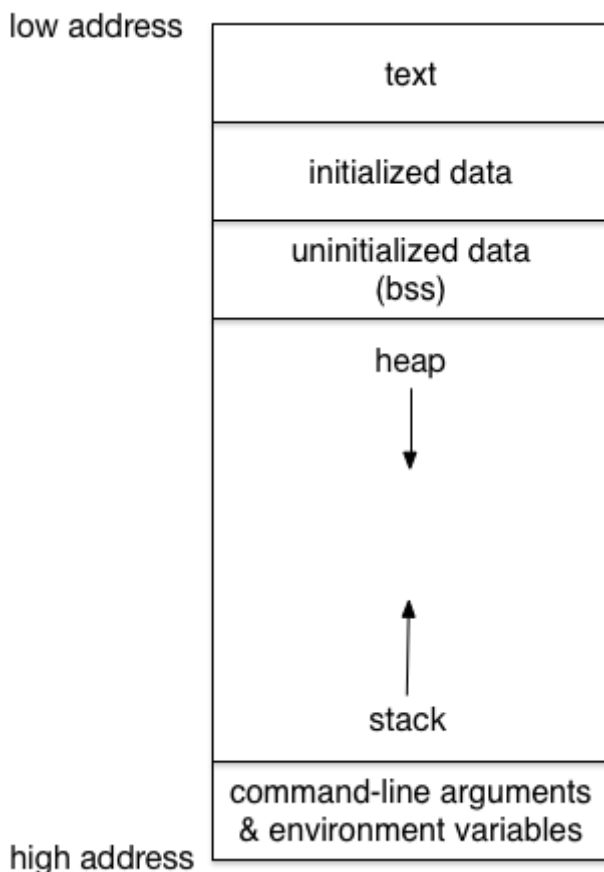 low address
text
initialized data
uninitialized data
(bss)
heap
stack
command-line arguments
& environment variables
high address